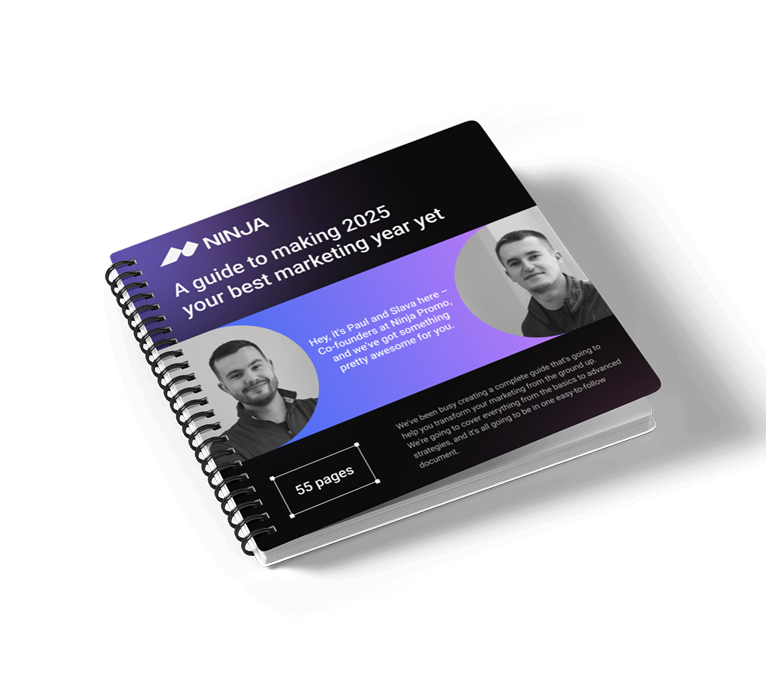 NINJA
A guide to making 2025
your best marketing year yet
Hey, it's Paul and Slava here –
Co-founders at Ninja Promo,
and we've got something
pretty awesome for you.
We've been busy creating a complete guide that's going to
help you transform your marketing from the ground up.
We're going to cover everything from the basics to advanced
strategies, and it's all going to be in one easy-to-follow
document.
55 pages